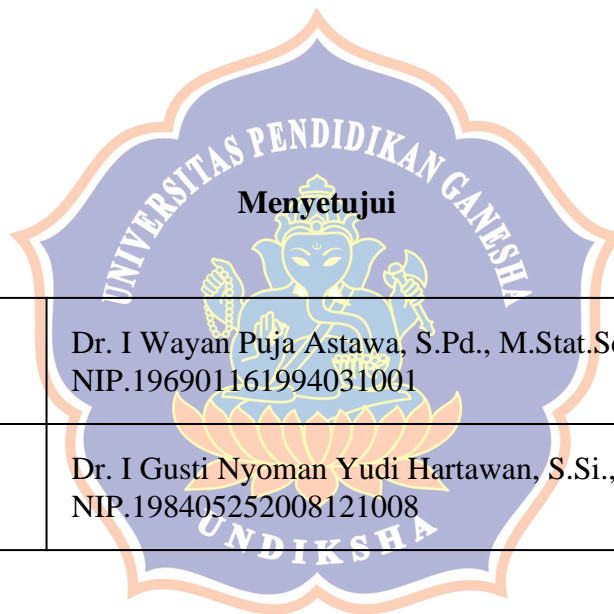 UNIVERSITAS PENDIDIKAN GANESHA
Menyetujui
Dr. I Wayan Puja Astawa, S.Pd., M.Stat.Sc
NIP.196901161994031001
Dr. I Gusti Nyoman Yudi Hartawan, S.Si.,
NIP.198405252008121008
UNDIKSHA